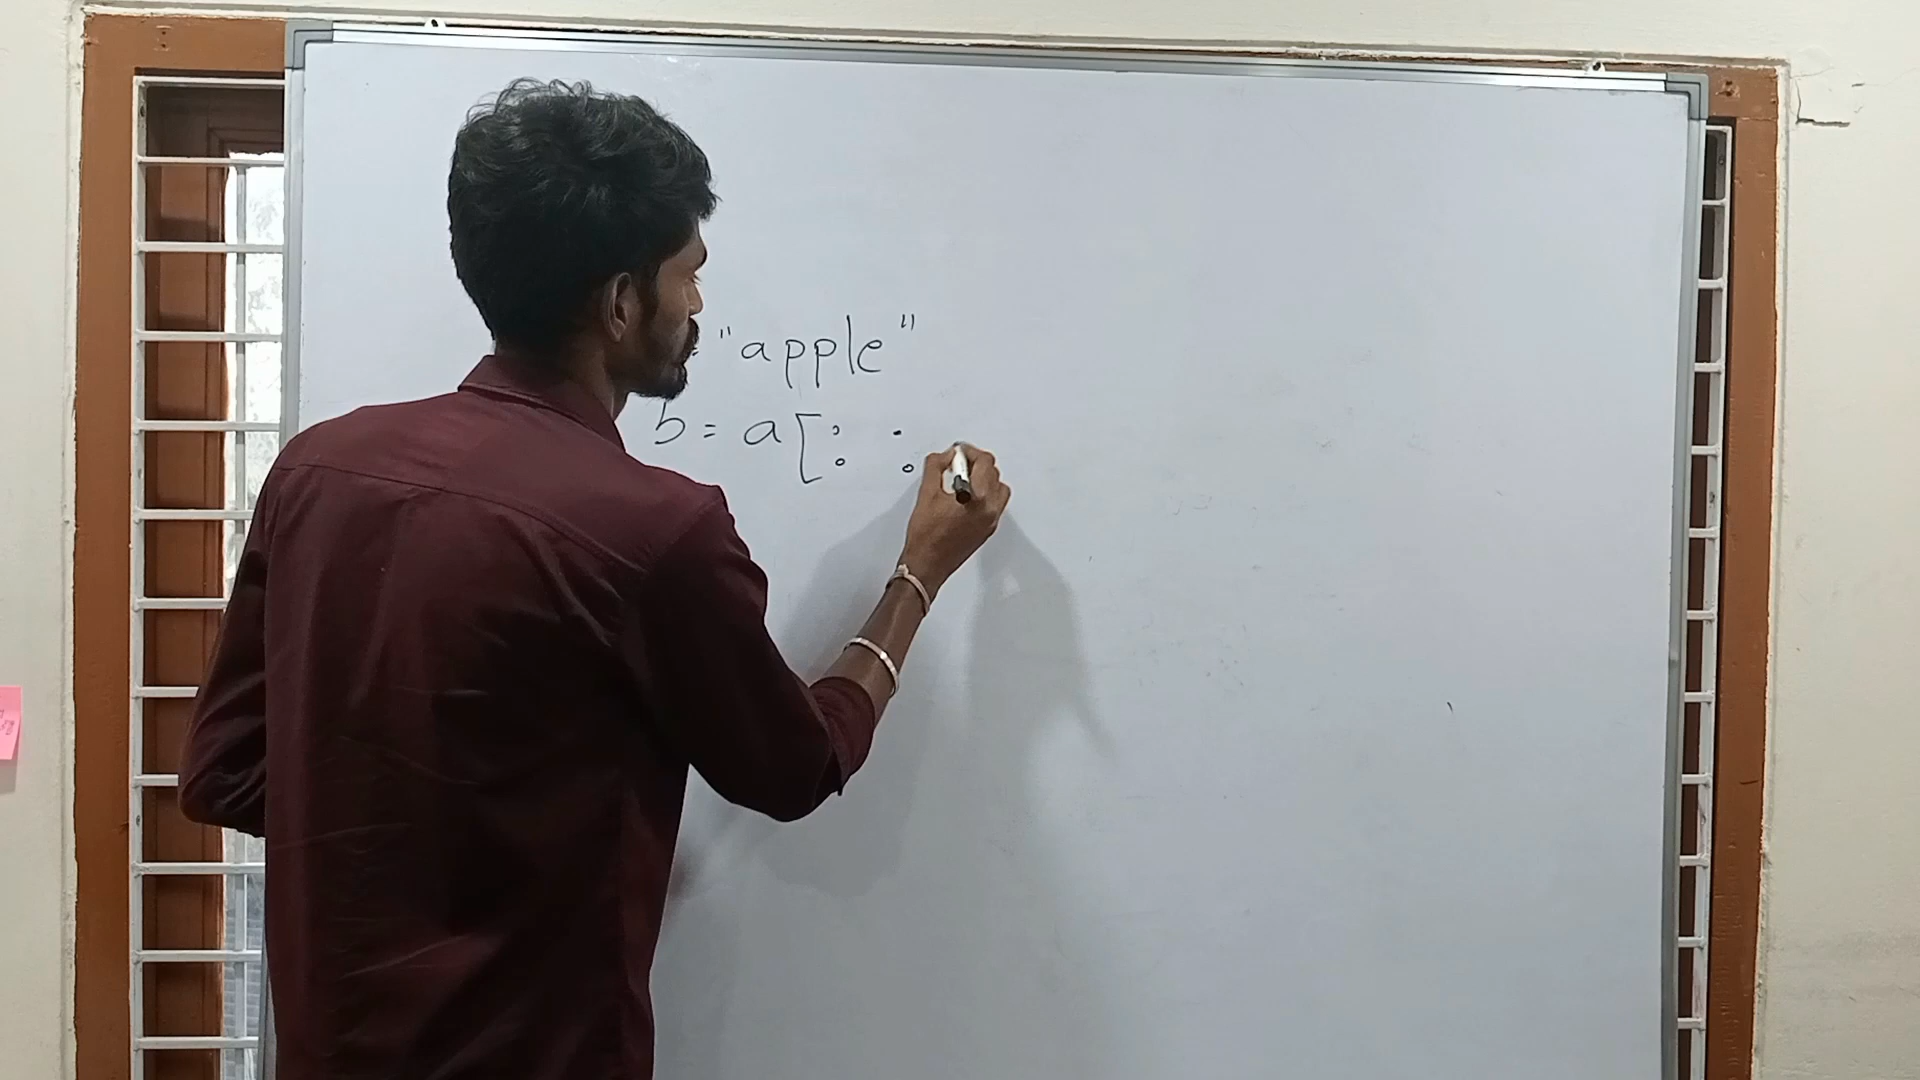 "apple"
b = a[: :